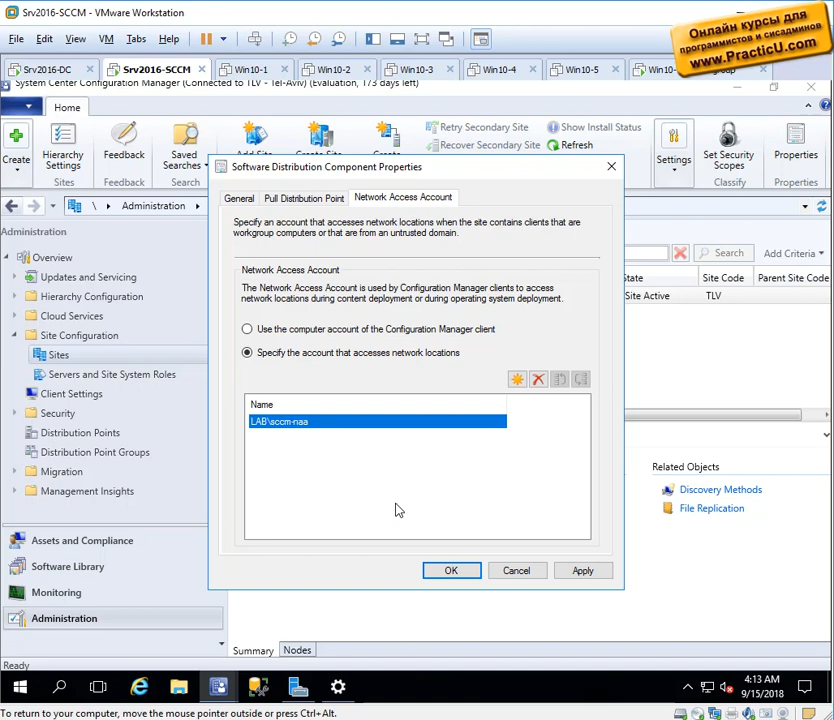 Srv2016-SCCM - VMware Workstation
Онлайн курсы для
программистов и сисадминов
www.PracticU.com
File Edit View VM Tabs Help
Srv2016-DC Srv2016-SCCM Win10-1 Win10-2 Win10-3 Win10-4 Win10-5
System Center Configuration Manager (Connected to TLV - Tel-Aviv) (Evaluation, 173 days left)
Home
Create
Hierarchy
Settings
Feedback
Saved
Searches
Retry Secondary Site
Recover Secondary Site
Show Install Status
Refresh
Settings
Set Security
Scopes
Properties
Sites
Feedback
Search
Classify
Properties
\ Administration
Software Distribution Component Properties
General Pull Distribution Point Network Access Account
Specify an account that accesses network locations when the site contains clients that are
workgroup computers or that are from an untrusted domain.
Network Access Account
The Network Access Account is used by Configuration Manager clients to access
network locations during content deployment or during operating system deployment.
Use the computer account of the Configuration Manager client
Specify the account that accesses network locations
Name
LAB\sccm-naa
OK Cancel Apply
Administration
Overview
Updates and Servicing
Hierarchy Configuration
Cloud Services
Site Configuration
Sites
Servers and Site System Roles
Client Settings
Security
Distribution Points
Distribution Point Groups
Migration
Management Insights
Assets and Compliance
Software Library
Monitoring
Administration
Search Add Criteria
State Site Code Parent Site Code
Site Active TLV
Related Objects
Discovery Methods
File Replication
Summary Nodes
Ready
4:13 AM
9/15/2018
To return to your computer, move the mouse pointer outside or press Ctrl+Alt.